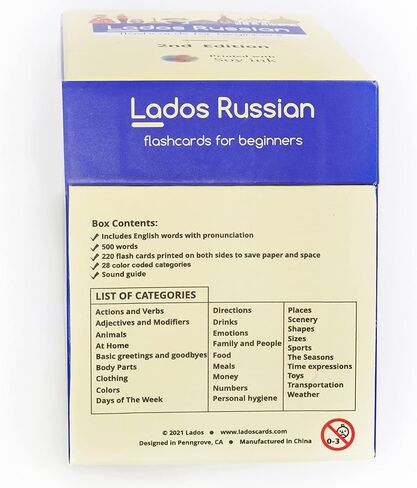 Lados Russian
2nd Edition
Printed with
Soy ink
Lados Russian
flashcards for beginners
Box Contents:
Includes English words with pronunciation
500 words
220 flash cards printed on both sides to save paper and space
28 color coded categories
Sound guide
LIST OF CATEGORIES
Actions and Verbs
Adjectives and Modifiers
Animals
At Home
Basic greetings and goodbyes
Body Parts
Clothing
Colors
Days of The Week
Directions
Drinks
Emotions
Family and People
Food
Meals
Money
Numbers
Personal hygiene
Places
Scenery
Shapes
Sizes
Sports
The Seasons
Time expressions
Toys
Transportation
Weather
© 2021 Lados • www.ladoscards.com
Designed in Penngrove, CA • Manufactured in China
0-3